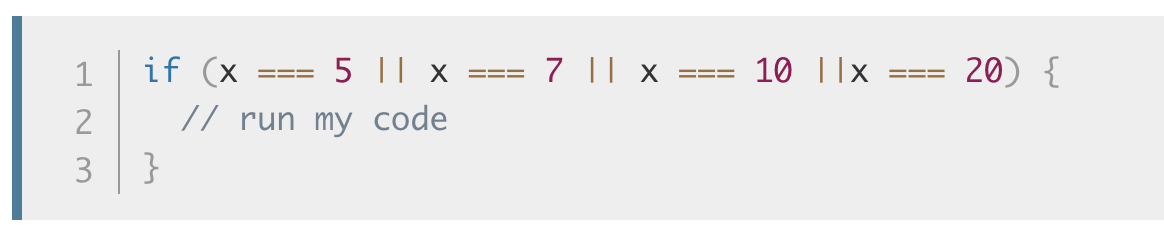 1 if (x === 5 || x === 7 || x === 10 ||x === 20) {
2   // run my code
3 }